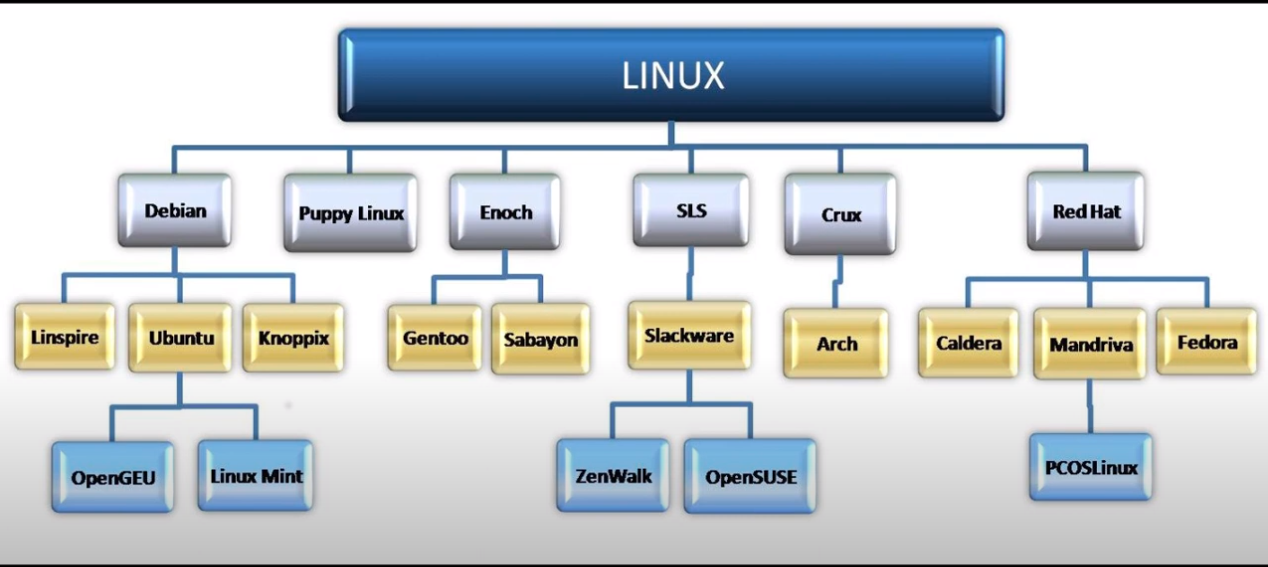 LINUX
Debian
Puppy Linux
Enoch
SLS
Crux
Red Hat
Linspire
Ubuntu
Knoppix
Gentoo
Sabayon
Slackware
Arch
Caldera
Mandriva
Fedora
OpenGEU
Linux Mint
ZenWalk
OpenSUSE
PCOSLinux